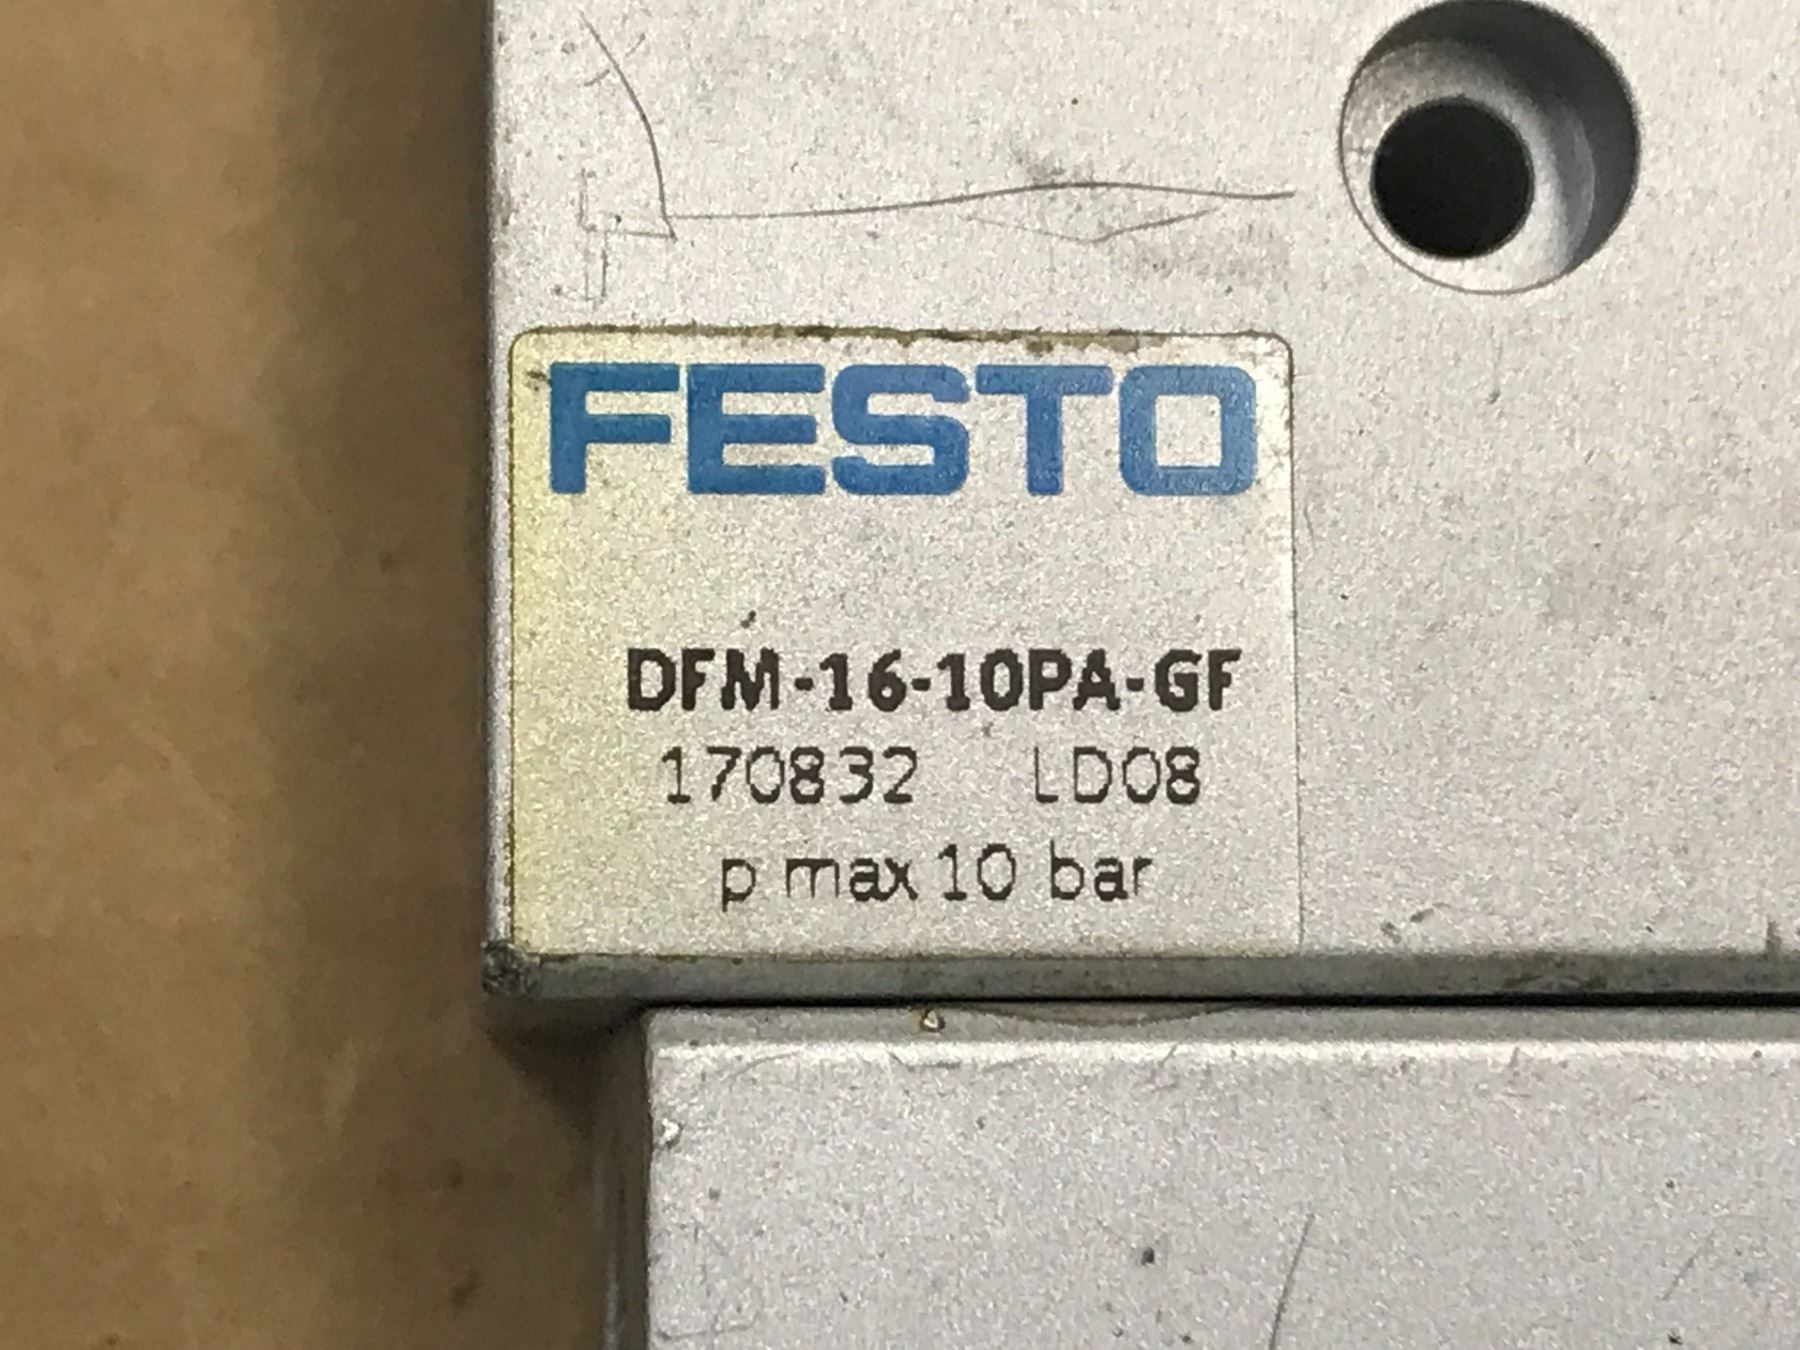 FESTO
DFM-16-10PA-GF
170832 LD08
p max 10 bar